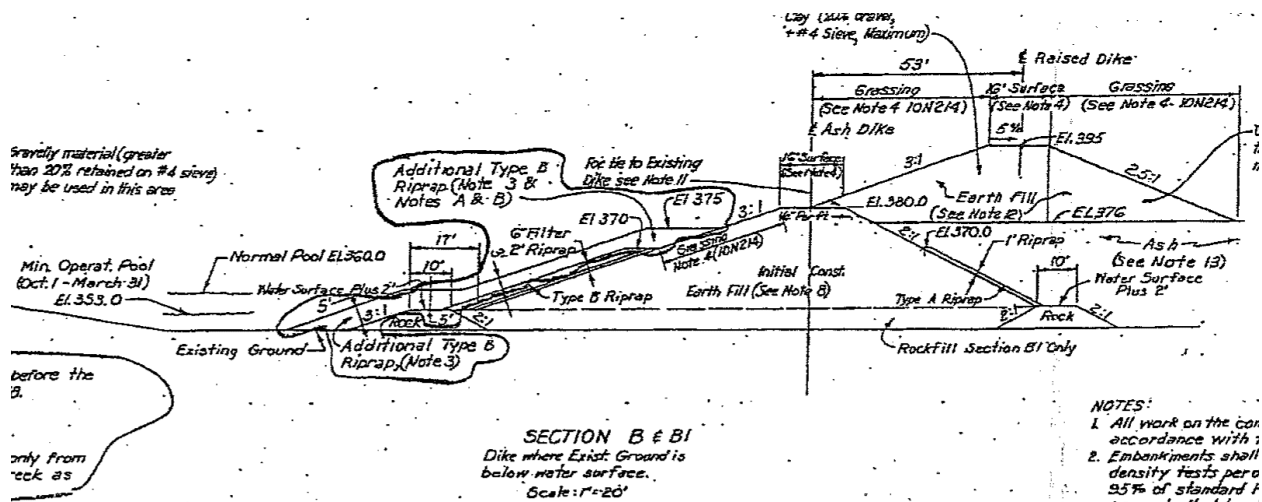 Clay (20% Gravel,
+#4 Sieve, Maximum)
53'
℄ Raised Dike
Grassing
(See Note 4 10N214)
16' Surface
(See Note 4)
Grassing
(See Note 4- 10N214)
5%
El.395
℄ Ash Dike
Gravelly material (greater
than 20% retained on #4 sieve)
may be used in this area
Additional Type B
Riprap (Note 3 &
Notes A & B)
For tie to Existing
Dike see Note 11
16' Surface
(See Note 4)
3:1
2.5:1
El 375
3:1
El.380.0
Earth Fill
(See Note 12)
EL.376
El 370
6" Filter
2' Riprap
Grassing
Note 4 (10N214)
2:1
El.370.0
1' Riprap
Ash
(See Note 13)
17'
10'
Normal Pool El.360.0
Min. Operat. Pool
(Oct. 1 - March 31)
El.353.0
Water Surface Plus 2'
Initial Const.
Earth Fill (See Note 8)
Type B Riprap
Type A Riprap
10'
Water Surface
Plus 2'
5'
3:1
Rock
5'
2:1
2:1
Rock
2:1
Existing Ground
Additional Type B
Riprap, (Note 3)
Rockfill Section B1 Only
before the
B.
only from
reek as
SECTION B & B1
Dike where Exist. Ground is
below water surface.
Scale: 1"=20'
NOTES:
1. All work on the con
accordance with t
2. Embankments shall
density tests per o
95% of standard P